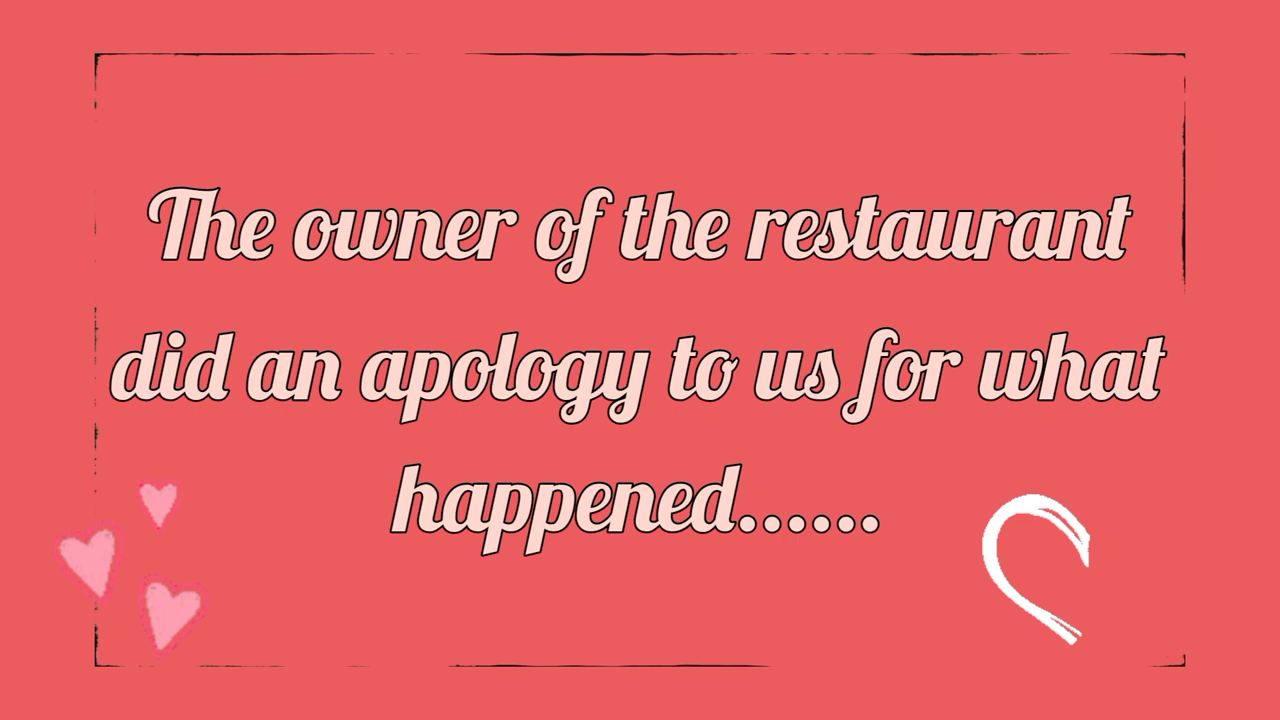 The owner of the restaurant
did an apology to us for what
happened......